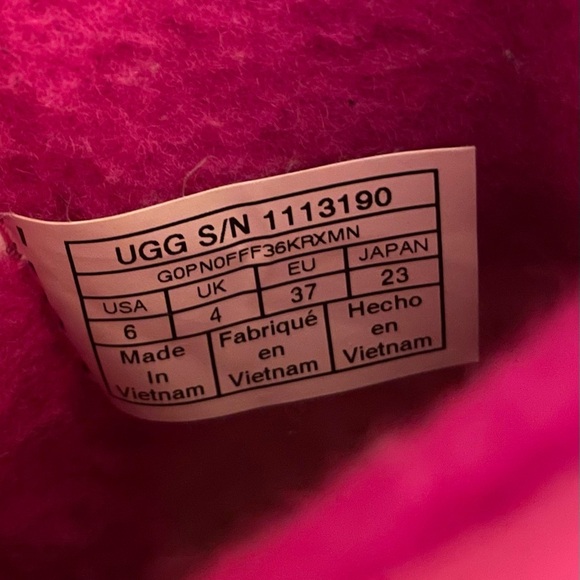 UGG S/N 1113190
G0PN0FFF36KRXMN
USA UK EU JAPAN
6 4 37 23
Made Fabriqué Hecho
In en en
Vietnam Vietnam Vietnam